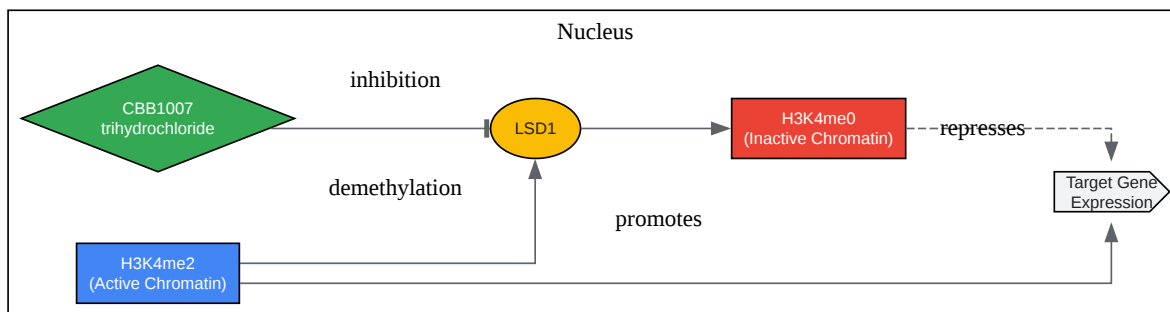 Nucleus
inhibition
CBB1007
trihydrochloride
LSD1
H3K4me0
(Inactive Chromatin)
represses
demethylation
Target Gene
Expression
promotes
H3K4me2
(Active Chromatin)